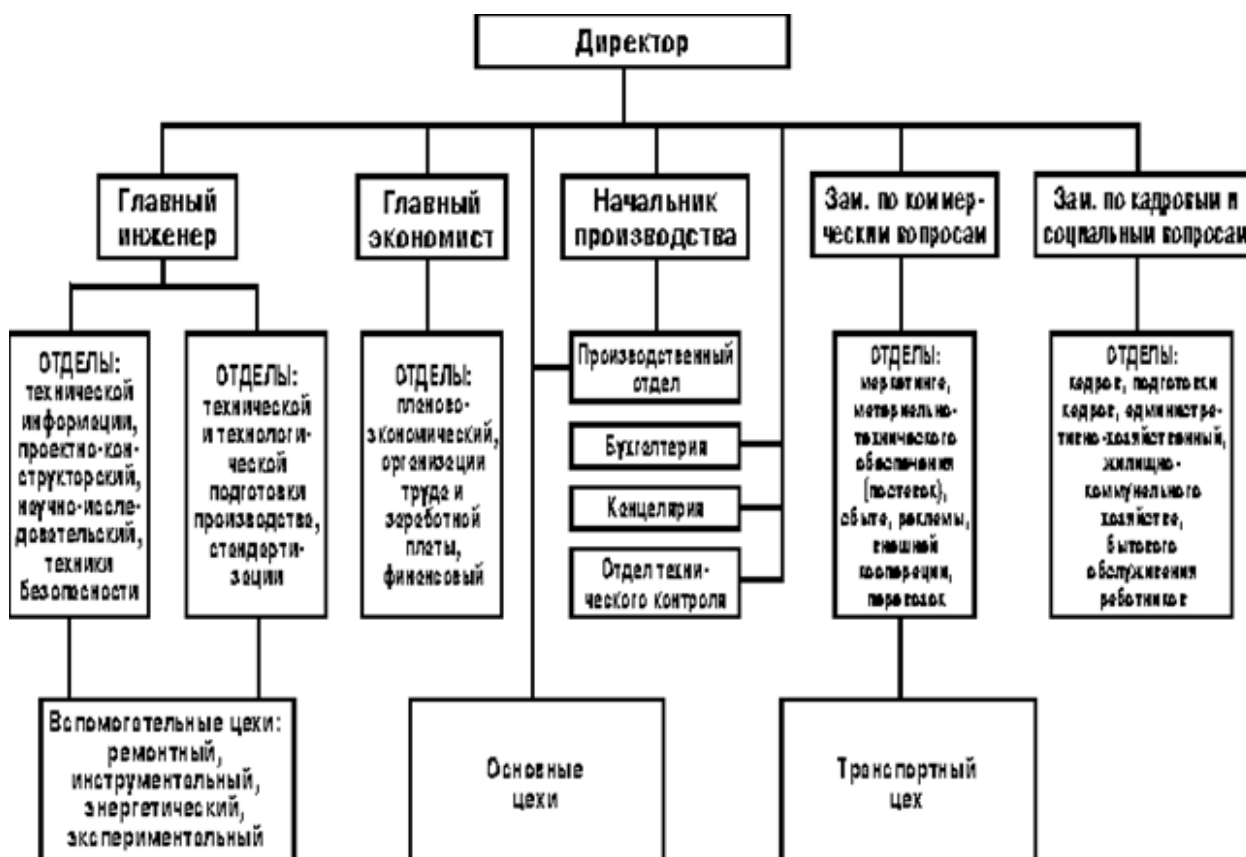 Директор
Главный
инженер
Главный
экономист
Начальник
производства
Зам. по коммер-
ческим вопросам
Зам. по кадровым и
социальным вопросам
ОТДЕЛЫ:
технической
информации,
проектно-кон-
структорский,
научно-иссле-
довательский,
техники
безопасности
ОТДЕЛЫ:
технической
и технологи-
ческой
подготовки
производства,
стандарти-
зации
ОТДЕЛЫ:
планово-
экономический,
организации
труда и
заработной
платы,
финансовый
Производственный
отдел
Бухгалтерия
Канцелярия
Отдел техни-
ческого контроля
ОТДЕЛЫ:
маркетинга,
материально-
технического
обеспечения
(поставок),
сбыта, рекламы,
внешней
кооперации,
перевозок
ОТДЕЛЫ:
кадров, подготовки
кадров, администра-
тивно-хозяйственный,
жилищно-
коммунального
хозяйства,
бытового
обслуживания
работников
Вспомогательные цехи:
ремонтный,
инструментальный,
энергетический,
экспериментальный
Основные
цехи
Транспортный
цех